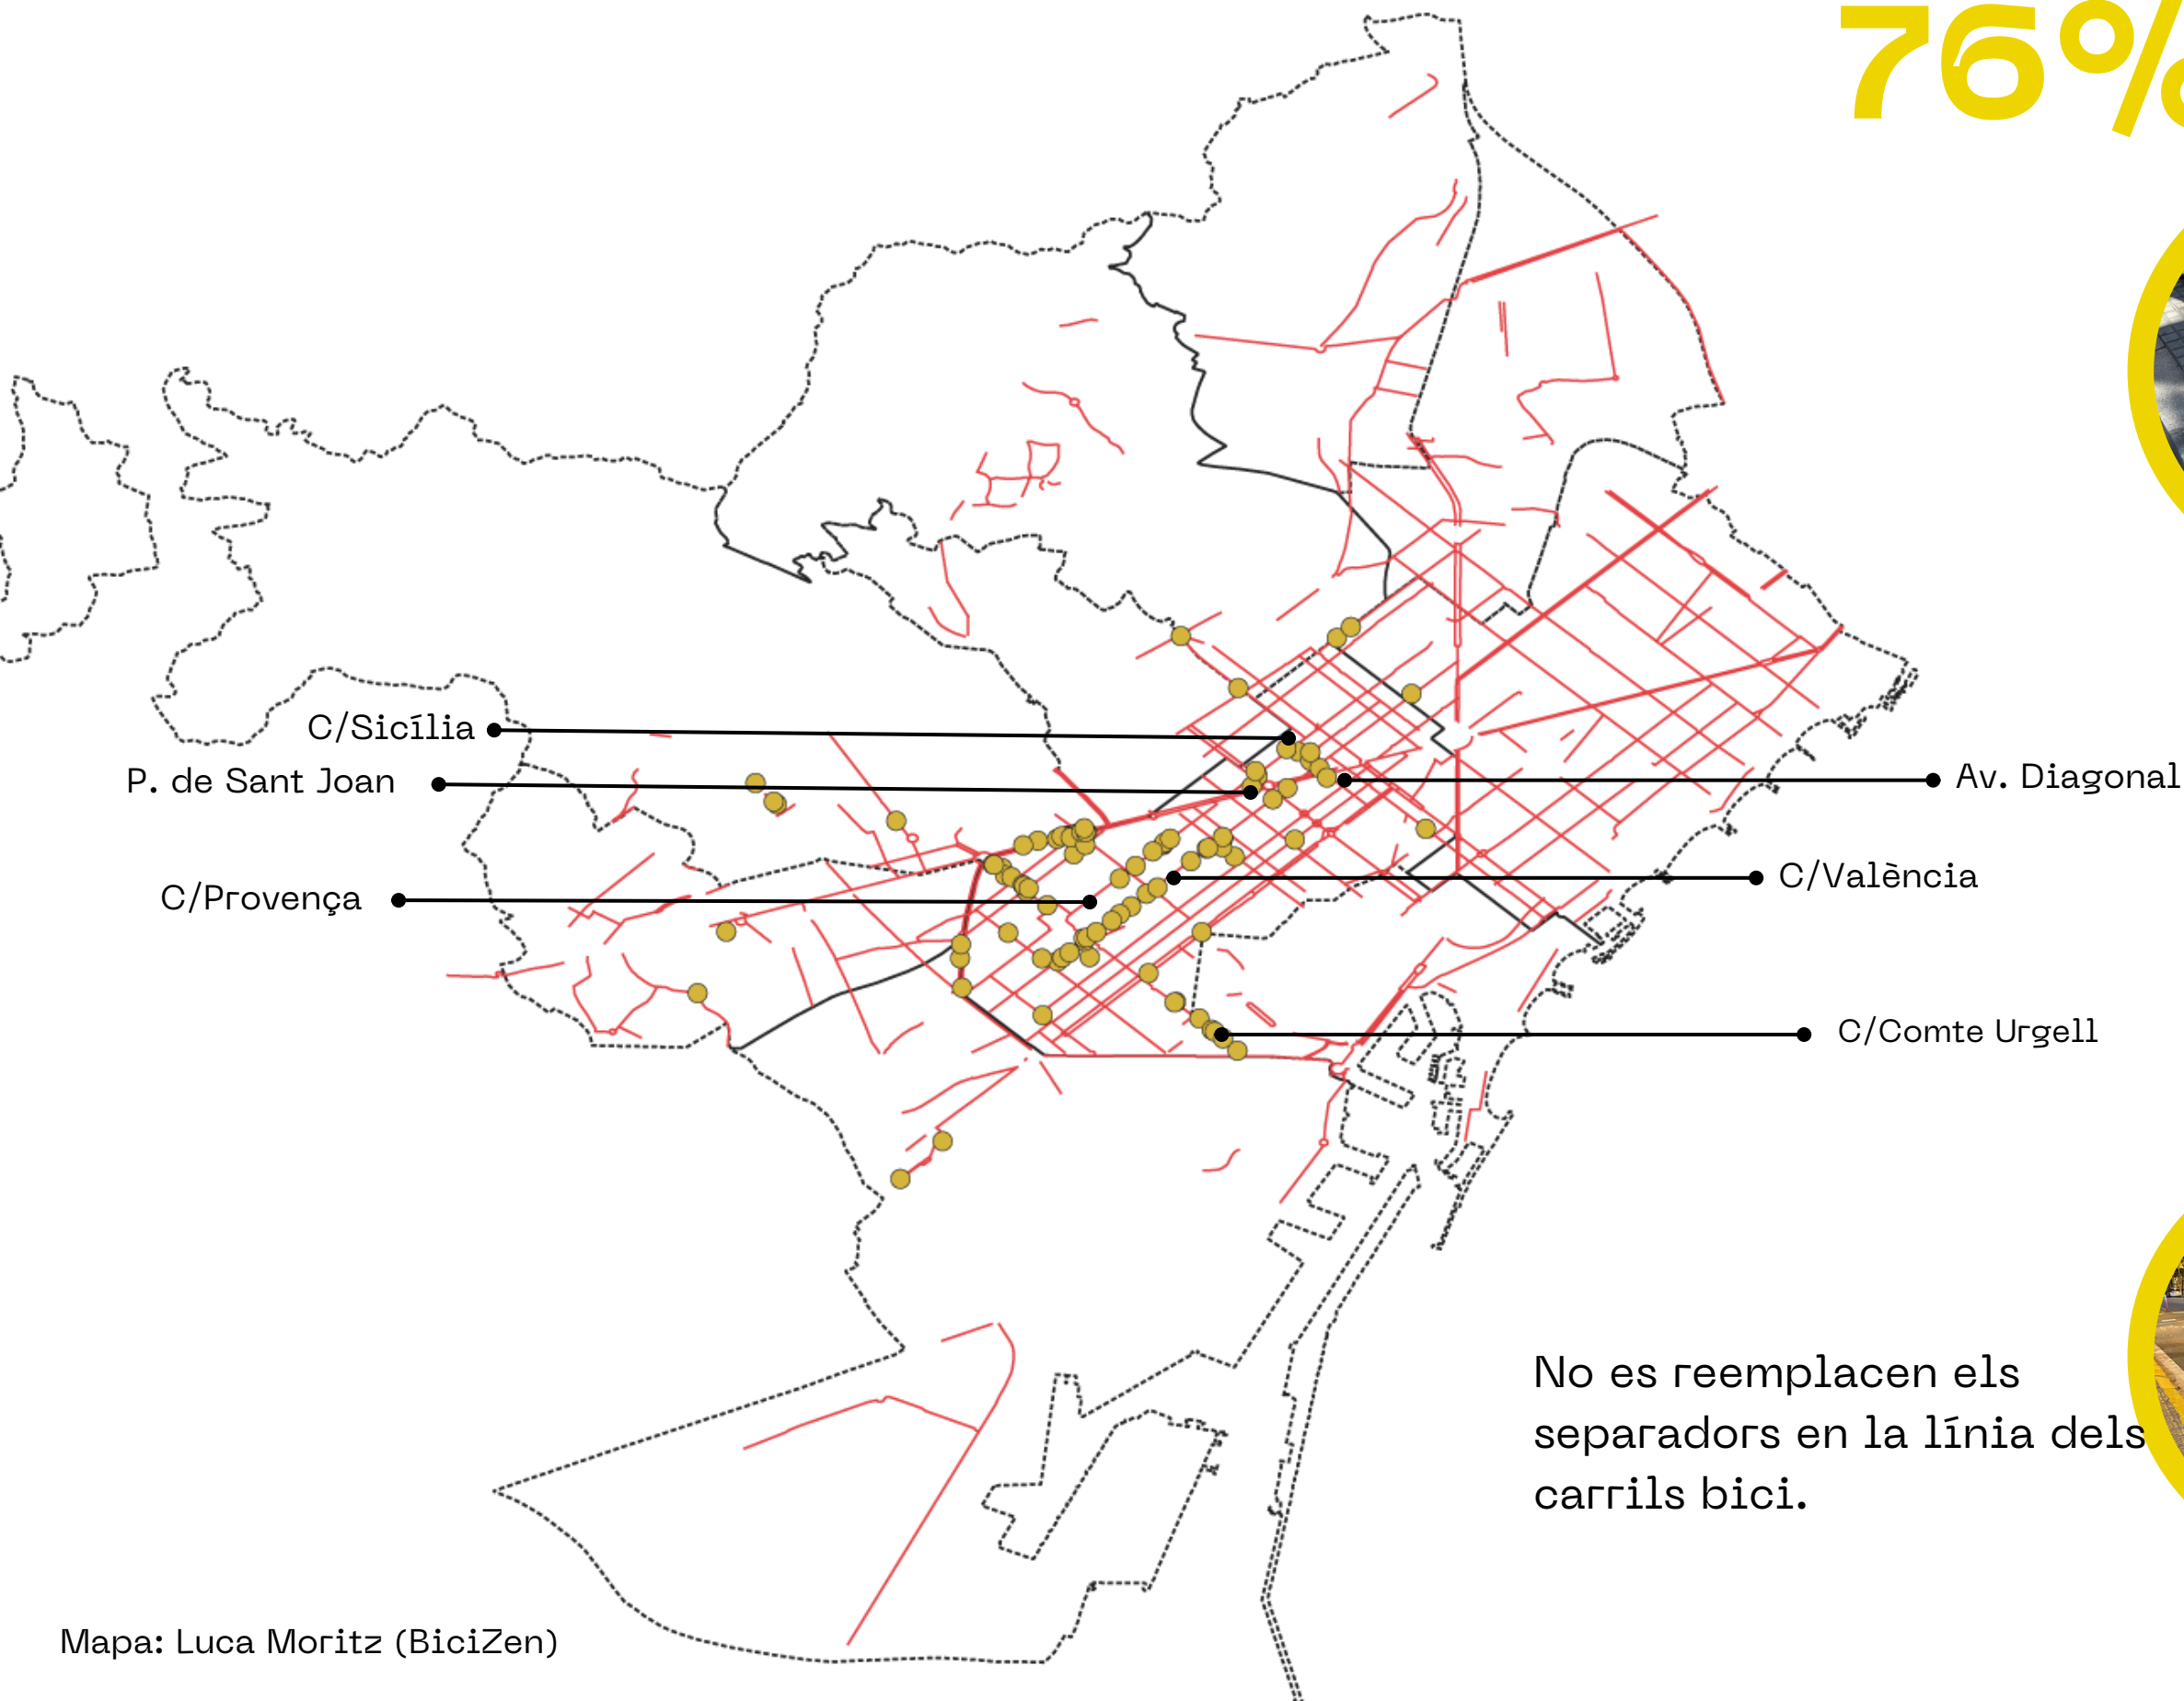 76%
C/Sicília
P. de Sant Joan
Av. Diagonal
C/València
C/Provença
C/Comte Urgell
No es reemplacen els
separadors en la línia dels
carrils bici.
Mapa: Luca Moritz (BiciZen)